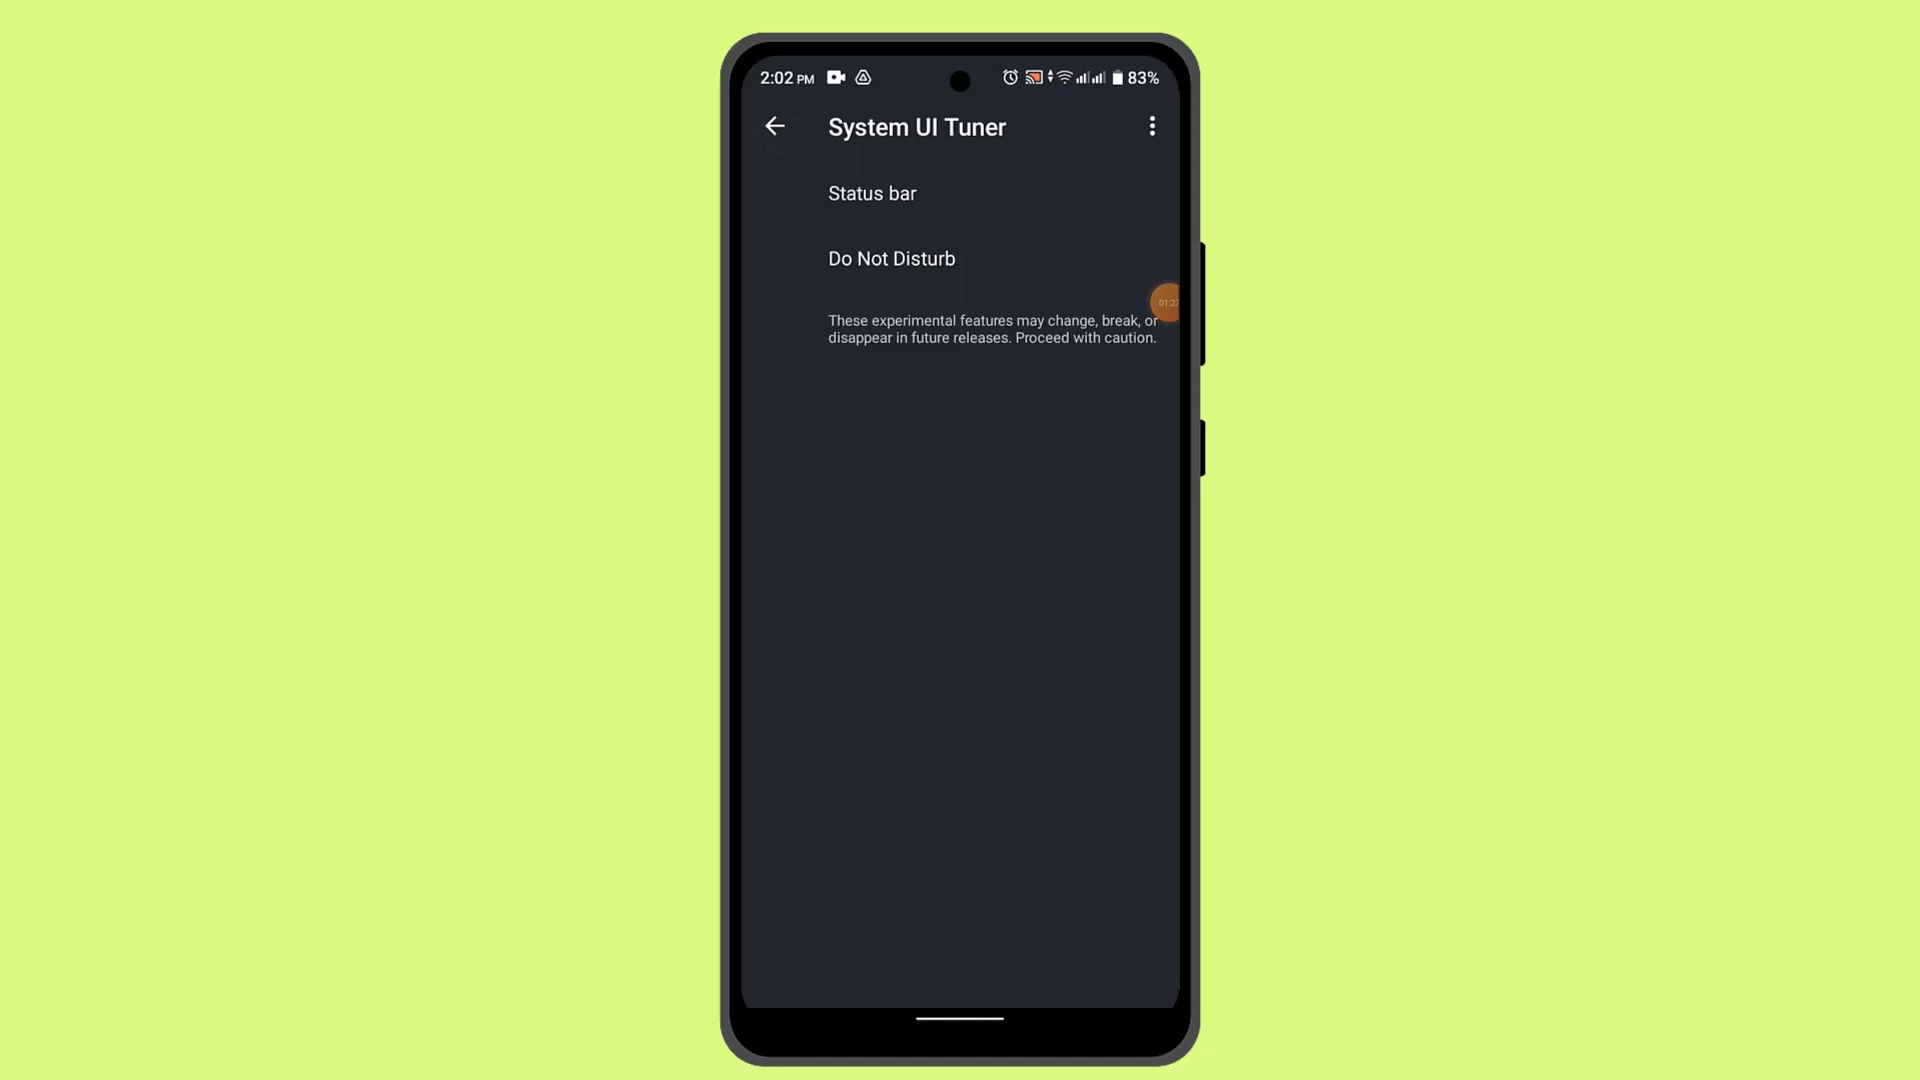 2:02 PM 83%
System UI Tuner
Status bar
Do Not Disturb
These experimental features may change, break, or
disappear in future releases. Proceed with caution.